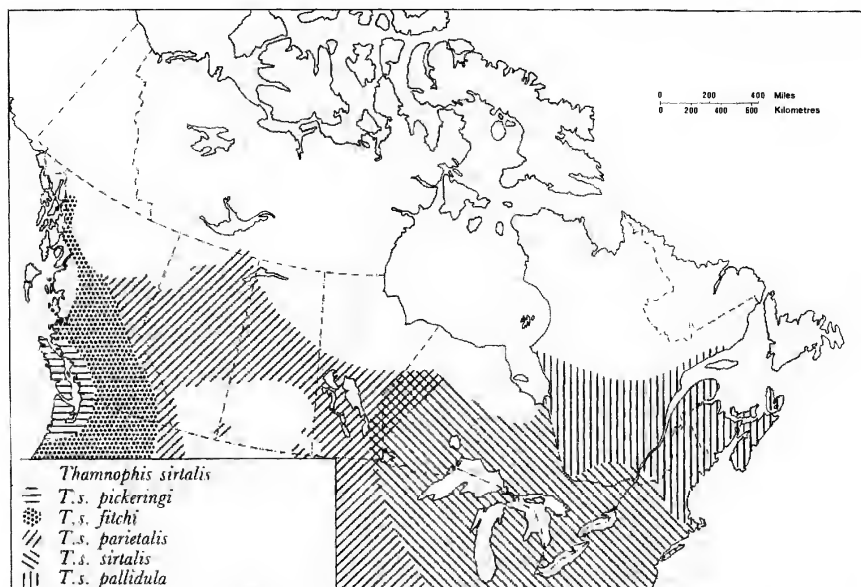 0 200 400 Miles
0 200 400 600 Kilometres
Thamnophis sirtalis
T.s. pickeringi
T.s. fitchi
T.s. parietalis
T.s. sirtalis
T.s. pallidula